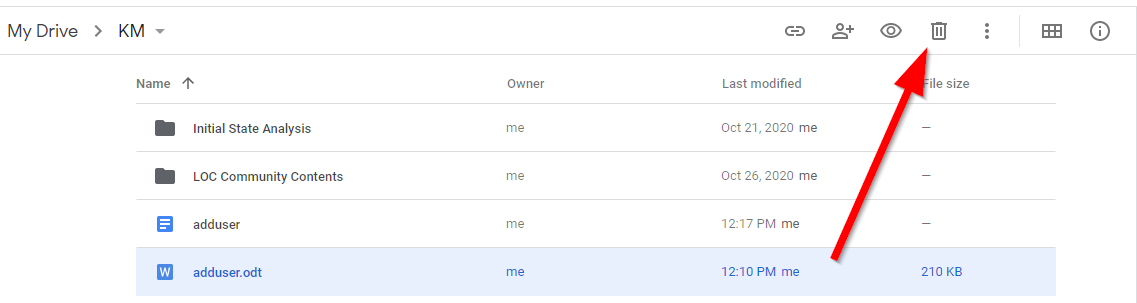 My Drive > KM
Name Owner Last modified File size
Initial State Analysis me Oct 21, 2020 me –
LOC Community Contents me Oct 26, 2020 me –
adduser me 12:17 PM me –
W adduser.odt me 12:10 PM me 210 KB